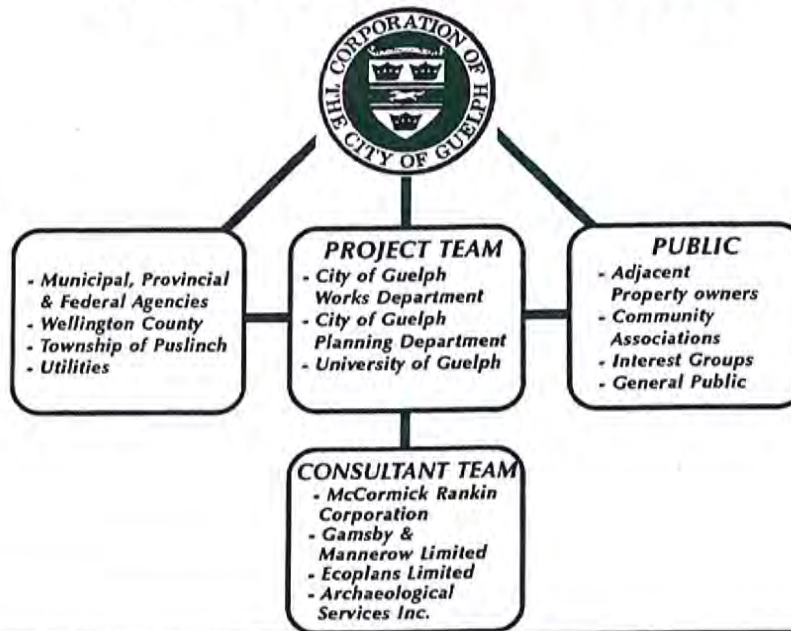 THE CORPORATION OF
THE CITY OF GUELPH
- Municipal, Provincial
& Federal Agencies
- Wellington County
- Township of Puslinch
- Utilities
PROJECT TEAM
- City of Guelph
Works Department
- City of Guelph
Planning Department
- University of Guelph
PUBLIC
- Adjacent
Property owners
- Community
Associations
- Interest Groups
- General Public
CONSULTANT TEAM
- McCormick Rankin
Corporation
- Gamsby &
Mannerow Limited
- Ecoplans Limited
- Archaeological
Services Inc.